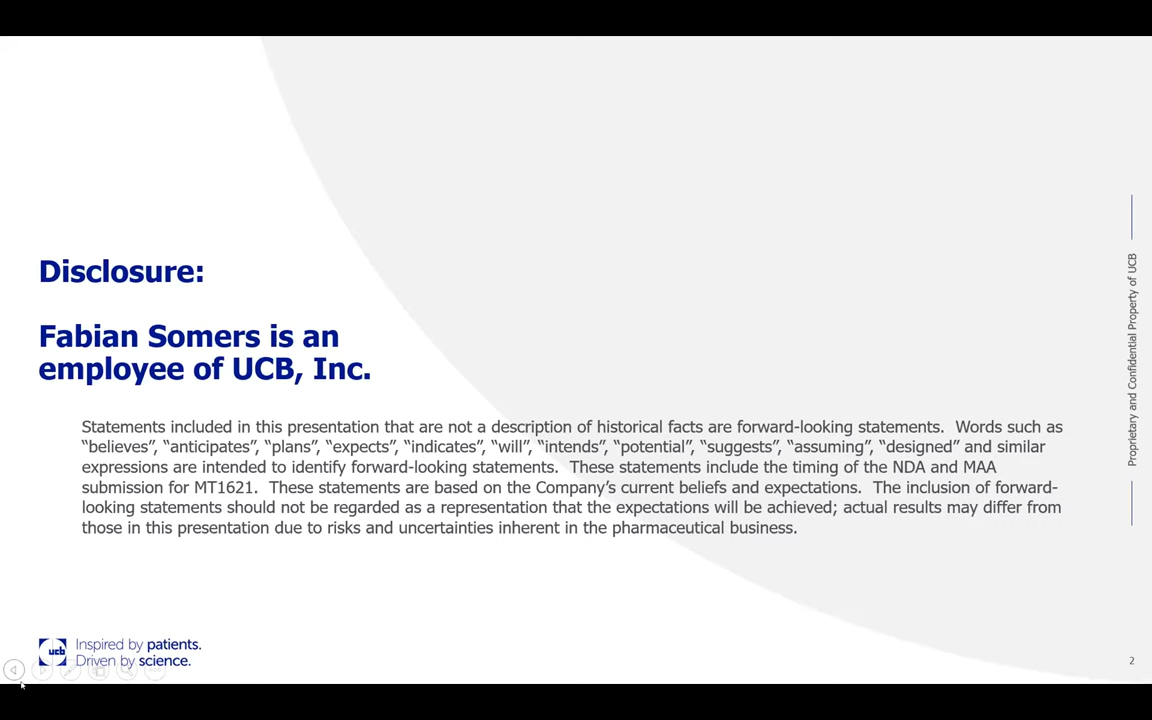 Disclosure:
Fabian Somers is an
employee of UCB, Inc.
Statements included in this presentation that are not a description of historical facts are forward-looking statements.  Words such as
“believes”, “anticipates”, “plans”, “expects”, “indicates”, “will”, “intends”, “potential”, “suggests”, “assuming”, “designed” and similar
expressions are intended to identify forward-looking statements.  These statements include the timing of the NDA and MAA
submission for MT1621.  These statements are based on the Company’s current beliefs and expectations.  The inclusion of forward-
looking statements should not be regarded as a representation that the expectations will be achieved; actual results may differ from
those in this presentation due to risks and uncertainties inherent in the pharmaceutical business.
Proprietary and Confidential Property of UCB
ucb
Inspired by patients.
Driven by science.
2